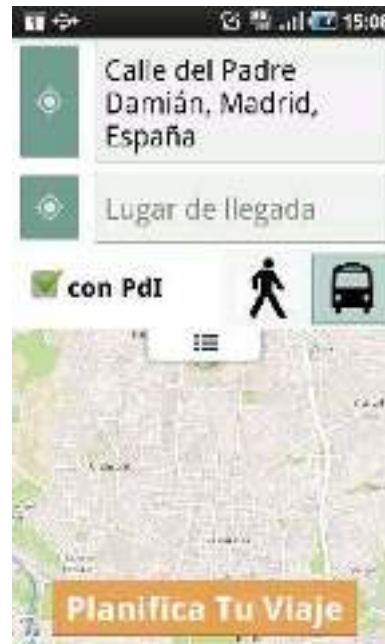 15:06
Calle del Padre
Damián, Madrid,
España
Lugar de llegada
con PdI
Planifica Tu Viaje